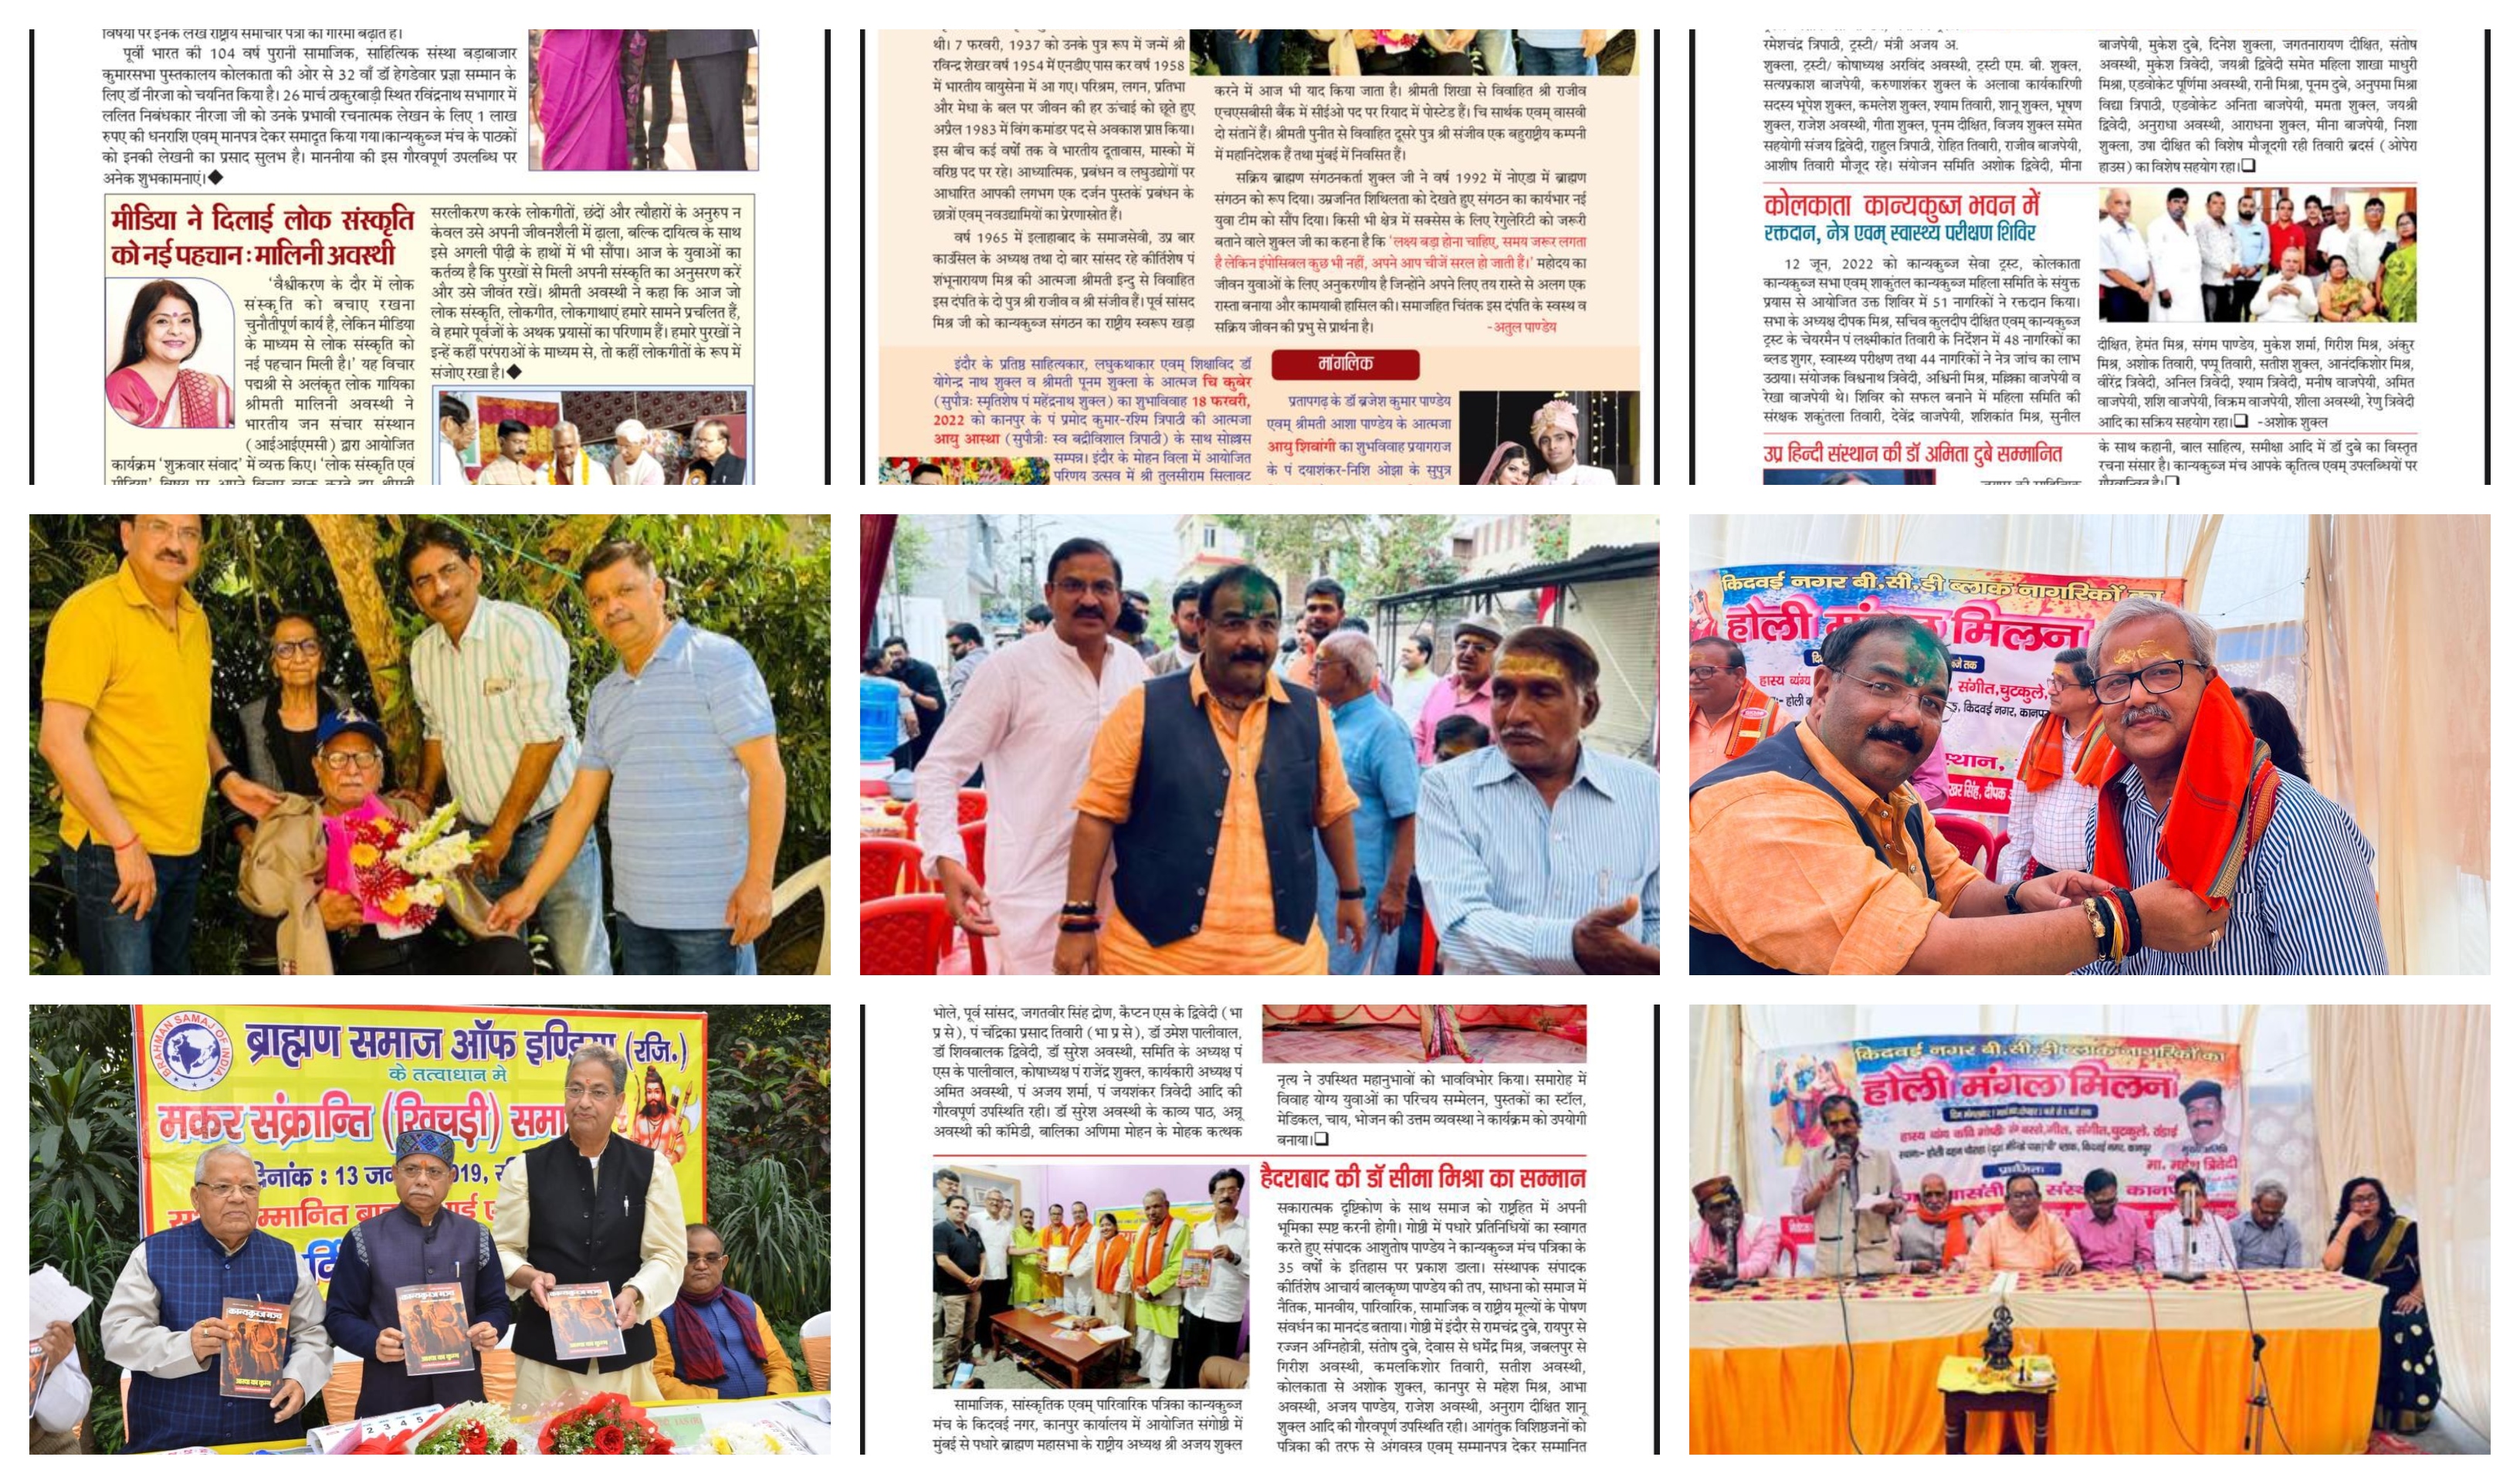 विषयों पर इनके लेख राष्ट्रीय समाचार पत्रों की गरिमा बढ़ाते हैं।
पूर्वी भारत की 104 वर्ष पुरानी सामाजिक, साहित्यिक संस्था बड़ाबाजार
कुमारसभा पुस्तकालय कोलकाता की ओर से 32 वाँ डॉ हेगडेवार प्रज्ञा सम्मान के
लिए डॉ नीरजा को चयनित किया है। 26 मार्च ठाकुरबाड़ी स्थित रविंद्रनाथ सभागार में
ललित निबंधकार नीरजा जी को उनके प्रभावी रचनात्मक लेखन के लिए 1 लाख
रुपए की धनराशि एवम् मानपत्र देकर समादृत किया गया।कान्यकुब्ज मंच के पाठकों
को इनकी लेखनी का प्रसाद सुलभ है। माननीया की इस गौरवपूर्ण उपलब्धि पर
अनेक शुभकामनाएं।◆
मीडिया ने दिलाई लोक संस्कृति
को नई पहचान : मालिनी अवस्थी
'वैश्वीकरण के दौर में लोक
संस्कृति को बचाए रखना
चुनौतीपूर्ण कार्य है, लेकिन मीडिया
के माध्यम से लोक संस्कृति को
नई पहचान मिली है।' यह विचार
पद्मश्री से अलंकृत लोक गायिका
श्रीमती मालिनी अवस्थी ने
भारतीय जन संचार संस्थान
(आईआईएमसी) द्वारा आयोजित
कार्यक्रम 'शुक्रवार संवाद' में व्यक्त किए। 'लोक संस्कृति एवं
मीडिया' विषय पर अपने विचार व्यक्त करते हुए श्रीमती
सरलीकरण करके लोकगीतों, छंदों और त्यौहारों के अनुरुप न
केवल उसे अपनी जीवनशैली में ढ़ाला, बल्कि दायित्व के साथ
इसे अगली पीढ़ी के हाथों में भी सौंपा। आज के युवाओं का
कर्तव्य है कि पुरखों से मिली अपनी संस्कृति का अनुसरण करें
और उसे जीवंत रखें। श्रीमती अवस्थी ने कहा कि आज जो
लोक संस्कृति, लोकगीत, लोकगाथाएं हमारे सामने प्रचलित हैं,
वे हमारे पूर्वजों के अथक प्रयासों का परिणाम हैं। हमारे पुरखों ने
इन्हें कहीं परंपराओं के माध्यम से, तो कहीं लोकगीतों के रूप में
संजोए रखा है।◆
थी। 7 फरवरी, 1937 को उनके पुत्र रूप में जन्में श्री
रविन्द्र शेखर वर्ष 1954 में एनडीए पास कर वर्ष 1958
में भारतीय वायुसेना में आ गए। परिश्रम, लगन, प्रतिभा
और मेधा के बल पर जीवन की हर ऊंचाई को छूते हुए
अप्रैल 1983 में विंग कमांडर पद से अवकाश प्राप्त किया।
इस बीच कई वर्षों तक वे भारतीय दूतावास, मास्को में
वरिष्ठ पद पर रहे। आध्यात्मिक, प्रबंधन व लघुउद्योगों पर
आधारित आपकी लगभग एक दर्जन पुस्तकें प्रबंधन के
छात्रों एवम् नवउद्यामियों का प्रेरणास्त्रोत हैं।
वर्ष 1965 में इलाहाबाद के समाजसेवी, उप्र बार
काउंसिल के अध्यक्ष तथा दो बार सांसद रहे कीर्तिशेष पं
शंभूनारायण मिश्र की आत्मजा श्रीमती इन्दु से विवाहित
इस दंपति के दो पुत्र श्री राजीव व श्री संजीव हैं। पूर्व सांसद
मिश्र जी को कान्यकुब्ज संगठन का राष्ट्रीय स्वरूप खड़ा
करने में आज भी याद किया जाता है। श्रीमती शिखा से विवाहित श्री राजीव
एचएसबीसी बैंक में सीईओ पद पर रियाद में पोस्टेड हैं। चि सार्थक एवम् वासवी
दो संतानें हैं। श्रीमती पुनीत से विवाहित दूसरे पुत्र श्री संजीव एक बहुराष्ट्रीय कम्पनी
में महानिदेशक हैं तथा मुंबई में निवसित हैं।
सक्रिय ब्राह्मण संगठनकर्ता शुक्ल जी ने वर्ष 1992 में नोएडा में ब्राह्मण
संगठन को रूप दिया। उम्रजनित शिथिलता को देखते हुए संगठन का कार्यभार नई
युवा टीम को सौंप दिया। किसी भी क्षेत्र में सक्सेस के लिए रेगुलेरिटी को जरूरी
बताने वाले शुक्ल जी का कहना है कि 'लक्ष्य बड़ा होना चाहिए, समय जरूर लगता
है लेकिन इंपोसिबल कुछ भी नहीं, अपने आप चीजें सरल हो जाती हैं।' महोदय का
जीवन युवाओं के लिए अनुकरणीय है जिन्होंने अपने लिए तय रास्ते से अलग एक
रास्ता बनाया और कामयाबी हासिल की। समाजहित चिंतक इस दंपति के स्वस्थ व
सक्रिय जीवन की प्रभु से प्रार्थना है।
-अतुल पाण्डेय
इंदौर के प्रतिष्ठ साहित्यकार, लघुकथाकार एवम् शिक्षाविद डॉ
योगेन्द्र नाथ शुक्ल व श्रीमती पूनम शुक्ला के आत्मज चि कुबेर
(सुपौत्रः स्मृतिशेष पं महेंद्रनाथ शुक्ल) का शुभाविवाह 18 फरवरी,
2022 को कानपुर के पं प्रमोद कुमार-रश्मि त्रिपाठी की आत्मजा
आयु आस्था (सुपौत्रीः स्व बद्रीविशाल त्रिपाठी) के साथ सोल्लास
सम्पन्न। इंदौर के मोहन विला में आयोजित
परिणय उत्सव में श्री तुलसीराम सिलावट
मांगलिक
प्रतापगढ़ के डॉ ब्रजेश कुमार पाण्डेय
एवम् श्रीमती आशा पाण्डेय के आत्मजा
आयु शिवांगी का शुभविवाह प्रयागराज
के पं दयाशंकर-निशि ओझा के सुपुत्र
रमेशचंद्र त्रिपाठी, ट्रस्टी/ मंत्री अजय अ.
शुक्ला, ट्रस्टी/ कोषाध्यक्ष अरविंद अवस्थी, ट्रस्टी एम. बी. शुक्ल,
सत्यप्रकाश बाजपेयी, करुणाशंकर शुक्ल के अलावा कार्यकारिणी
सदस्य भूपेश शुक्ल, कमलेश शुक्ल, श्याम तिवारी, शानू शुक्ल, भूषण
शुक्ल, राजेश अवस्थी, गीता शुक्ल, पूनम दीक्षित, विजय शुक्ल समेत
सहयोगी संजय द्विवेदी, राहुल त्रिपाठी, रोहित तिवारी, राजीव बाजपेयी,
आशीष तिवारी मौजूद रहे। संयोजन समिति अशोक द्विवेदी, मीना
बाजपेयी, मुकेश दुबे, दिनेश शुक्ला, जगतनारायण दीक्षित, संतोष
अवस्थी, मुकेश त्रिवेदी, जयश्री द्विवेदी समेत महिला शाखा माधुरी
मिश्रा, एडवोकेट पूर्णिमा अवस्थी, रानी मिश्रा, पूनम दुबे, अनुपमा मिश्रा
विद्या त्रिपाठी, एडवोकेट अनिता बाजपेयी, ममता शुक्ल, जयश्री
द्विवेदी, अनुराधा अवस्थी, आराधना शुक्ल, मीना बाजपेयी, निशा
शुक्ला, उषा दीक्षित की विशेष मौजूदगी रही तिवारी ब्रदर्स (ओपेरा
हाउस) का विशेष सहयोग रहा।❑
कोलकाता कान्यकुब्ज भवन में
रक्तदान, नेत्र एवम् स्वास्थ्य परीक्षण शिविर
12 जून, 2022 को कान्यकुब्ज सेवा ट्रस्ट, कोलकाता
कान्यकुब्ज सभा एवम् शाकुंतल कान्यकुब्ज महिला समिति के संयुक्त
प्रयास से आयोजित उक्त शिविर में 51 नागरिकों ने रक्तदान किया।
सभा के अध्यक्ष दीपक मिश्र, सचिव कुलदीप दीक्षित एवम् कान्यकुब्ज
ट्रस्ट के चेयरमैन पं लक्ष्मीकांत तिवारी के निर्देशन में 48 नागरिकों का
ब्लड शुगर, स्वास्थ्य परीक्षण तथा 44 नागरिकों ने नेत्र जांच का लाभ
उठाया। संयोजक विश्वनाथ त्रिवेदी, अश्विनी मिश्र, मल्लिका वाजपेयी व
रेखा वाजपेयी थे। शिविर को सफल बनाने में महिला समिति की
संरक्षक शकुंतला तिवारी, देवेंद्र वाजपेयी, शशिकांत मिश्र, सुनील
दीक्षित, हेमंत मिश्र, संगम पाण्डेय, मुकेश शर्मा, गिरीश मिश्र, अंकुर
मिश्र, अशोक तिवारी, पप्पू तिवारी, सतीश शुक्ल, आनंदकिशोर मिश्र,
वीरेंद्र त्रिवेदी, अनिल त्रिवेदी, श्याम त्रिवेदी, मनीष वाजपेयी, अमित
वाजपेयी, शशि वाजपेयी, विक्रम वाजपेयी, शीला अवस्थी, रेणु त्रिवेदी
आदि का सक्रिय सहयोग रहा।❑ -अशोक शुक्ल
उप्र हिन्दी संस्थान की डॉ अमिता दुबे सम्मानित
के साथ कहानी, बाल साहित्य, समीक्षा आदि में डॉ दुबे का विस्तृत
रचना संसार है। कान्यकुब्ज मंच आपके कृतित्व एवम् उपलब्धियों पर
गौरवान्वित है।❑
किदवई नगर बी.सी.डी ब्लाक नागरिकों का
होली मिलन
हास्य व्यंग्य
संगीत,चुटकुले,
किदवई नगर, कानपुर
ब्राह्मण समाज ऑफ इण्डिया (रजि.)
BRAHMAN SAMAJ OF INDIA
के तत्वाधान मे
मकर संक्रान्ति (खिचड़ी)
दिनांक : 13
कान्यकुब्ज मञ्च
भोले, पूर्व सांसद, जगतवीर सिंह द्रोण, कैप्टन एस के द्विवेदी (भा
प्र से), पं चंद्रिका प्रसाद तिवारी (भा प्र से), डॉ उमेश पालीवाल,
डॉ शिवबालक द्विवेदी, डॉ सुरेश अवस्थी, समिति के अध्यक्ष पं
एस के पालीवाल, कोषाध्यक्ष पं राजेंद्र शुक्ल, कार्यकारी अध्यक्ष पं
अमित अवस्थी, पं अजय शर्मा, पं जयशंकर त्रिवेदी आदि की
गौरवपूर्ण उपस्थिति रही। डॉ सुरेश अवस्थी के काव्य पाठ, अन्नू
अवस्थी की कॉमेडी, बालिका अणिमा मोहन के मोहक कत्थक
नृत्य ने उपस्थित महानुभावों को भावविभोर किया। समारोह में
विवाह योग्य युवाओं का परिचय सम्मेलन, पुस्तकों का स्टॉल,
मेडिकल, चाय, भोजन की उत्तम व्यवस्था ने कार्यक्रम को उपयोगी
बनाया।❑
हैदराबाद की डॉ सीमा मिश्रा का सम्मान
सकारात्मक दृष्टिकोण के साथ समाज को राष्ट्रहित में अपनी
भूमिका स्पष्ट करनी होगी। गोष्ठी में पधारे प्रतिनिधियों का स्वागत
करते हुए संपादक आशुतोष पाण्डेय ने कान्यकुब्ज मंच पत्रिका के
35 वर्षों के इतिहास पर प्रकाश डाला। संस्थापक संपादक
कीर्तिशेष आचार्य बालकृष्ण पाण्डेय की तप, साधना को समाज में
नैतिक, मानवीय, पारिवारिक, सामाजिक व राष्ट्रीय मूल्यों के पोषण
संवर्धन का मानदंड बताया। गोष्ठी में इंदौर से रामचंद्र दुबे, रायपुर से
रज्जन अग्निहोत्री, संतोष दुबे, देवास से धर्मेंद्र मिश्र, जबलपुर से
गिरीश अवस्थी, कमलकिशोर तिवारी, सतीश अवस्थी,
कोलकाता से अशोक शुक्ल, कानपुर से महेश मिश्र, आभा
अवस्थी, अजय पाण्डेय, राजेश अवस्थी, अनुराग दीक्षित शानू
शुक्ल आदि की गौरवपूर्ण उपस्थिति रही। आगंतुक विशिष्ठजनों को
पत्रिका की तरफ से अंगवस्त्र एवम् सम्मानपत्र देकर सम्मानित
सामाजिक, सांस्कृतिक एवम् पारिवारिक पत्रिका कान्यकुब्ज
मंच के किदवई नगर, कानपुर कार्यालय में आयोजित संगोष्ठी में
मुंबई से पधारे ब्राह्मण महासभा के राष्ट्रीय अध्यक्ष श्री अजय शुक्ल
किदवई नगर बी.सी.डी ब्लाक नागरिकों का
होली मंगल मिलन
मा. महेश त्रिवेदी